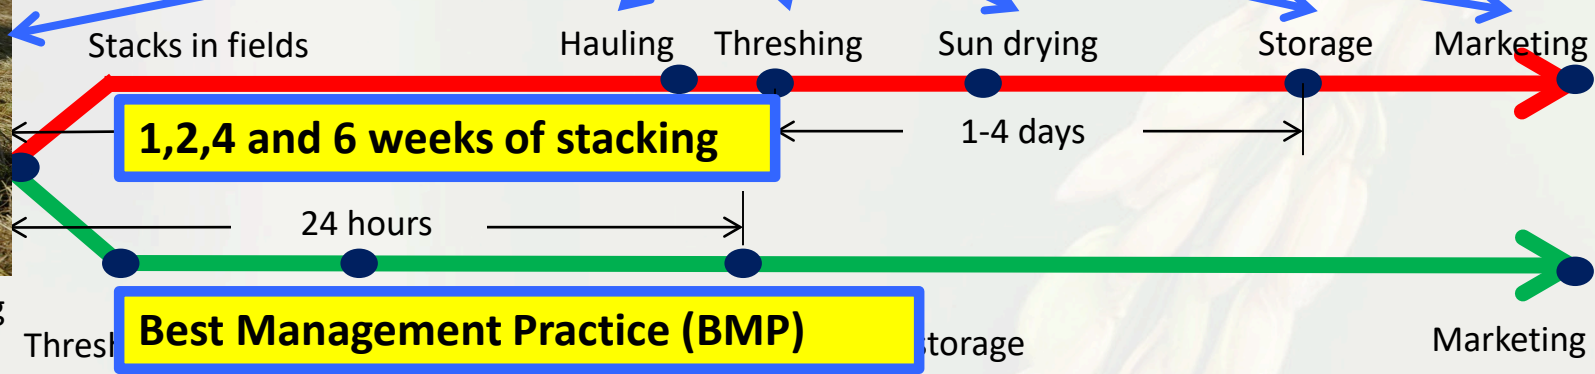 Stacks in fields
Hauling
Threshing
Sun drying
Storage
Marketing
1,2,4 and 6 weeks of stacking
1-4 days
24 hours
Best Management Practice (BMP)
Marketing